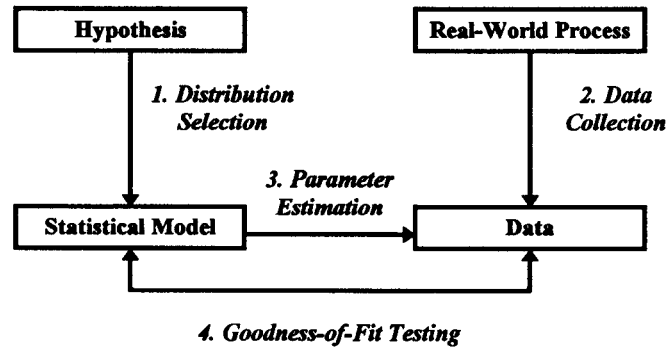 Hypothesis
Real-World Process
1. Distribution
Selection
2. Data
Collection
3. Parameter
Estimation
Statistical Model
Data
4. Goodness-of-Fit Testing